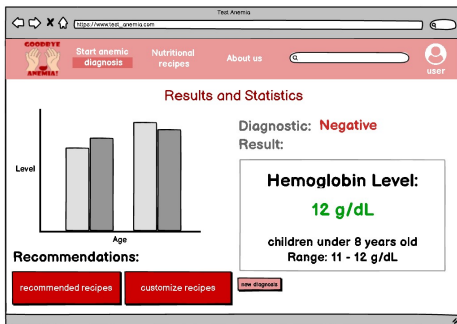 Test Anemia
https://www.test_anemia.com
GOODBYE
ANEMIA!
Start anemic
diagnosis
Nutritional
recipes
About us
user
Results and Statistics
Level
Age
Diagnostic: Negative
Result:
Hemoglobin Level:
12 g/dL
children under 8 years old
Range: 11 - 12 g/dL
Recommendations:
recommended recipes
customize recipes
new diagnosis